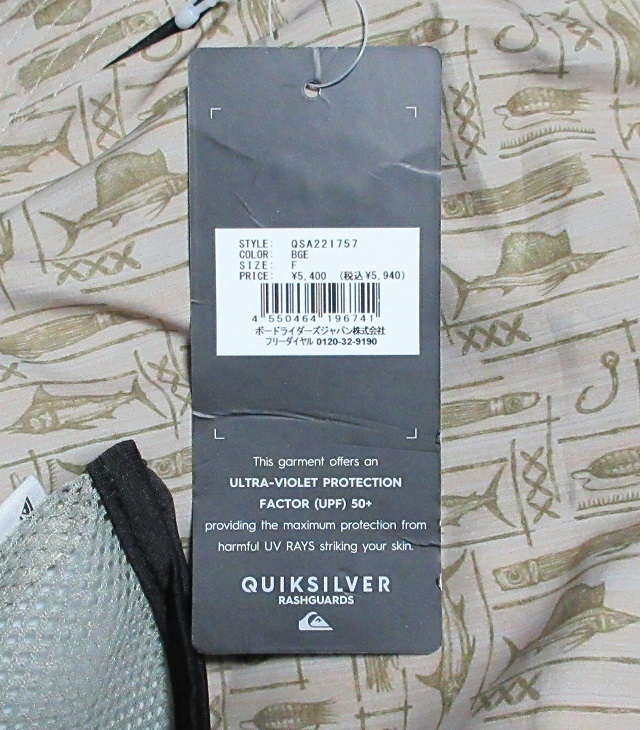 STYLE: QSA221757
COLOR: BGE
SIZE: F
PRICE: ¥5,400 (税込¥5,940)
4 550464 196741
ボードライダーズジャパン株式会社
フリーダイヤル 0120-32-9190
This garment offers an
ULTRA-VIOLET PROTECTION
FACTOR (UPF) 50+
providing the maximum protection from
harmful UV RAYS striking your skin.
QUIKSILVER
RASHGUARDS